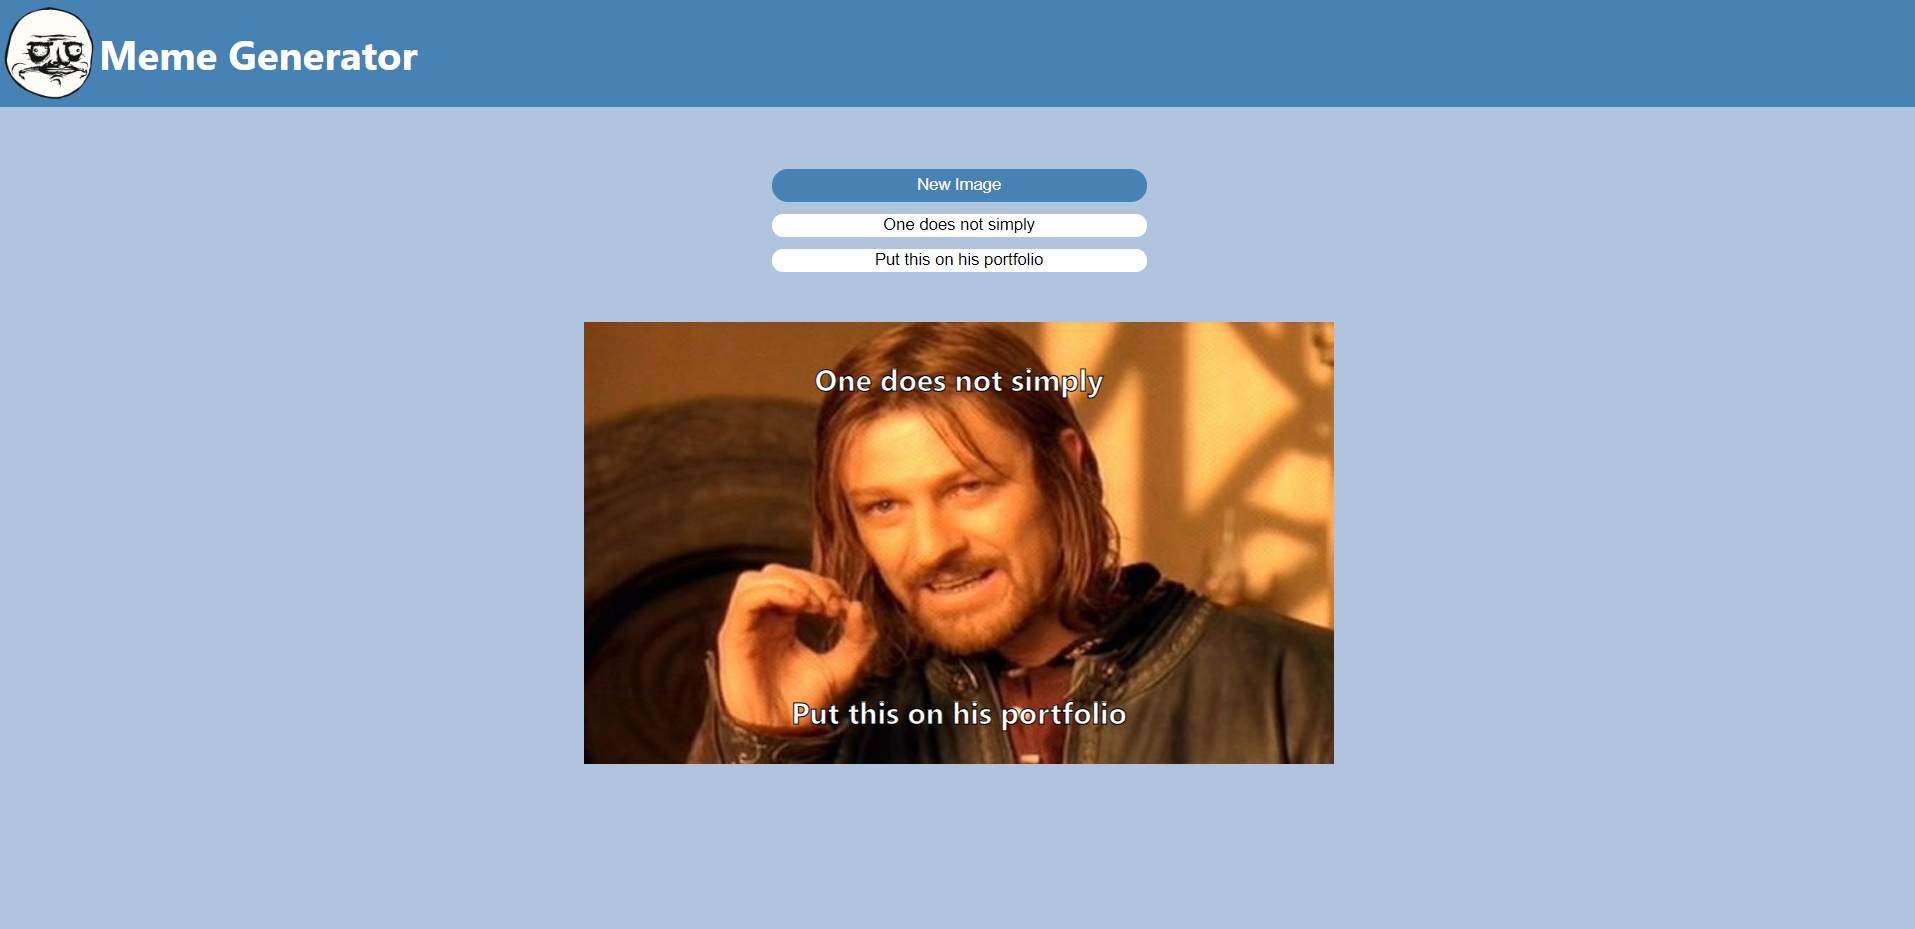 Meme Generator
New Image
One does not simply
Put this on his portfolio
One does not simply
Put this on his portfolio